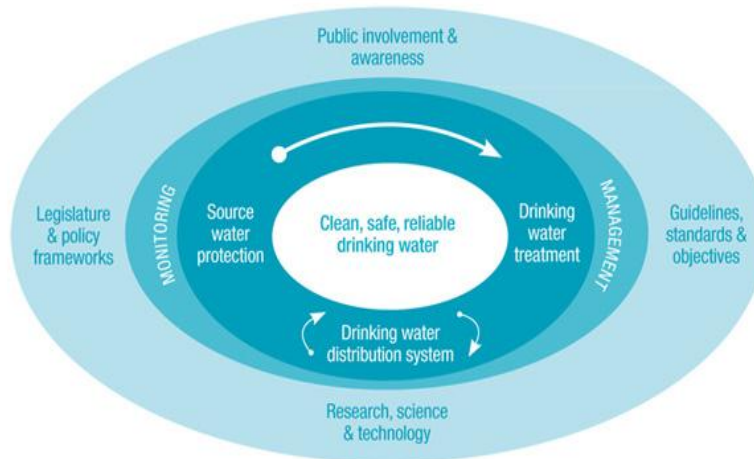 Public involvement &
awareness
Legislature
& policy
frameworks
MONITORING
Source
water
protection
Clean, safe, reliable
drinking water
Drinking
water
treatment
MANAGEMENT
Guidelines,
standards &
objectives
Drinking water
distribution system
Research, science
& technology